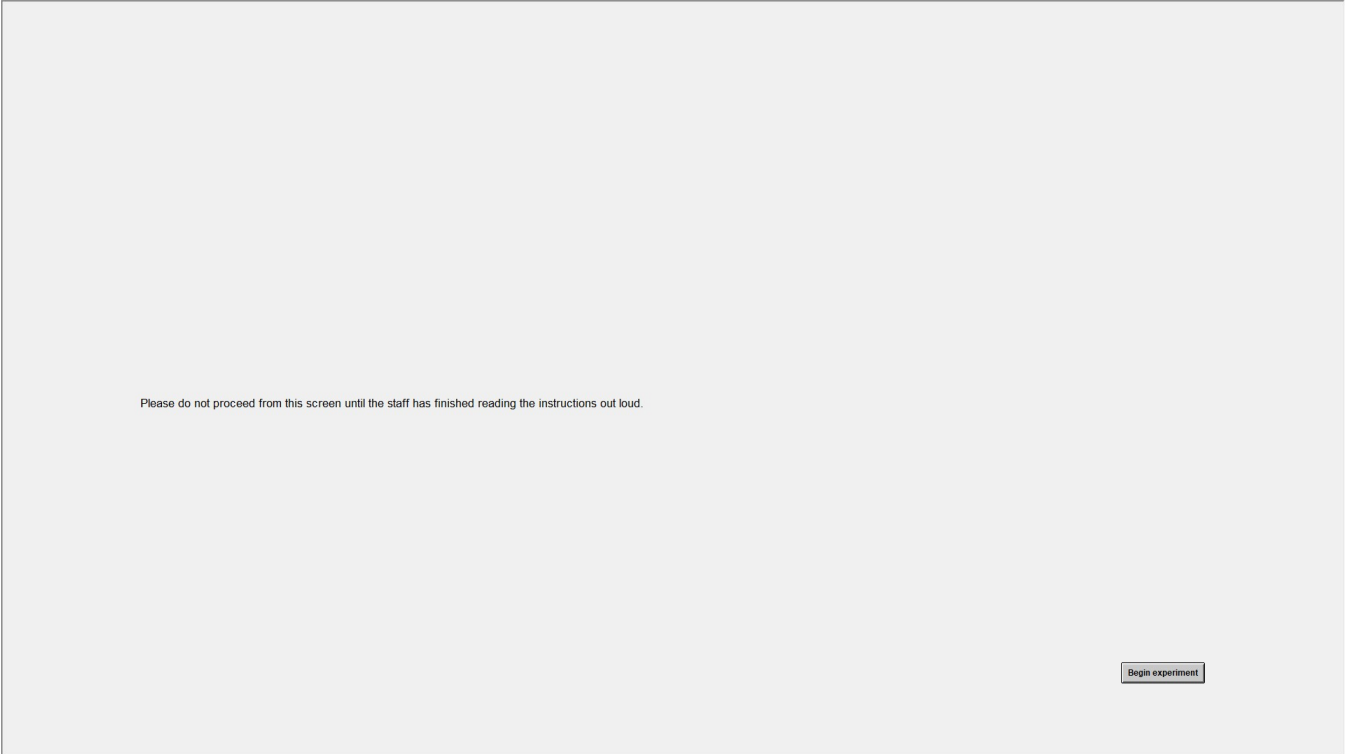 Please do not proceed from this screen until the staff has finished reading the instructions out loud.
Begin experiment